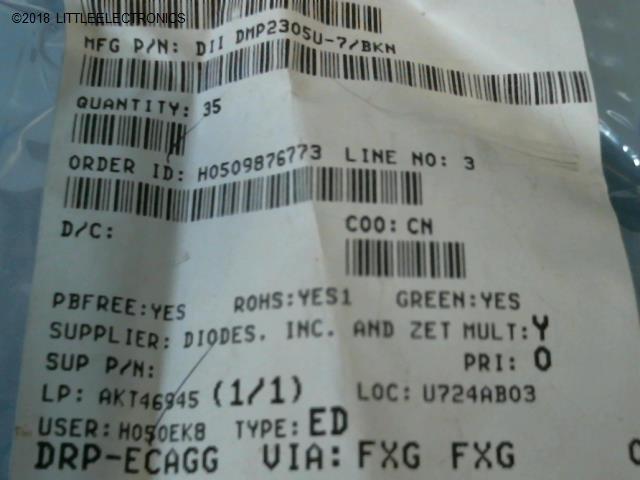 ©2018 LITTLEELECTRONICS
MFG P/N: DII DMP2305U-7/BKN
QUANTITY: 35
ORDER ID: H0509876773 LINE NO: 3
D/C: COO: CN
PBFREE:YES ROHS:YES1 GREEN:YES
SUPPLIER: DIODES, INC. AND ZET MULT:Y
SUP P/N: PRI: 0
LP: AKT46945 (1/1) LOC: U724AB03
USER: H050EK8 TYPE: ED
DRP-ECAGG VIA: FXG FXG